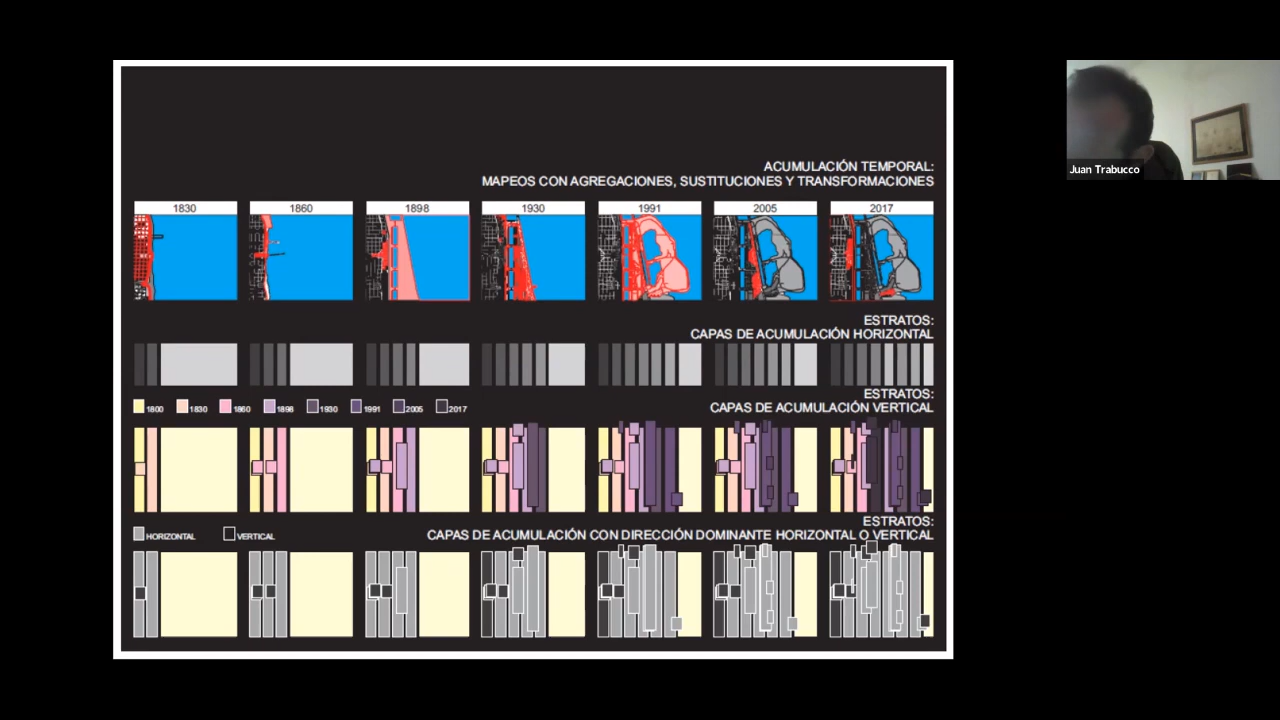 ACUMULACIÓN TEMPORAL:
MAPEOS CON AGREGACIONES, SUSTITUCIONES Y TRANSFORMACIONES
1830 1860 1898 1930 1991 2005 2017
ESTRATOS:
CAPAS DE ACUMULACIÓN HORIZONTAL
ESTRATOS:
CAPAS DE ACUMULACIÓN VERTICAL
1800 1830 1860 1898 1930 1991 2005 2017
ESTRATOS:
CAPAS DE ACUMULACIÓN CON DIRECCIÓN DOMINANTE HORIZONTAL O VERTICAL
HORIZONTAL VERTICAL
Juan Trabucco